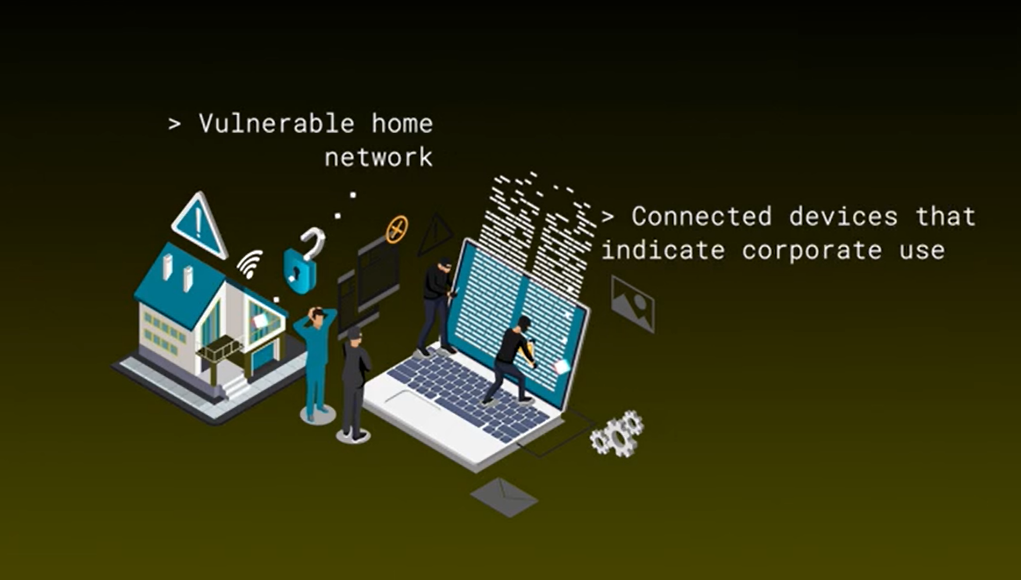 > Vulnerable home
network
> Connected devices that
indicate corporate use